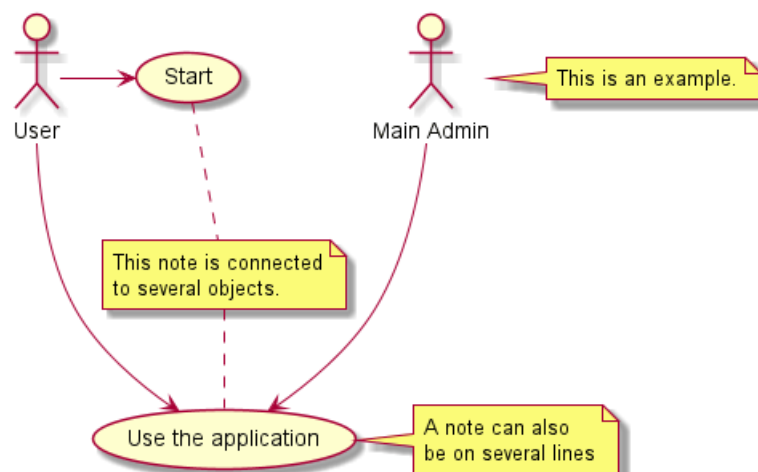 Start
This is an example.
User
Main Admin
This note is connected
to several objects.
Use the application
A note can also
be on several lines